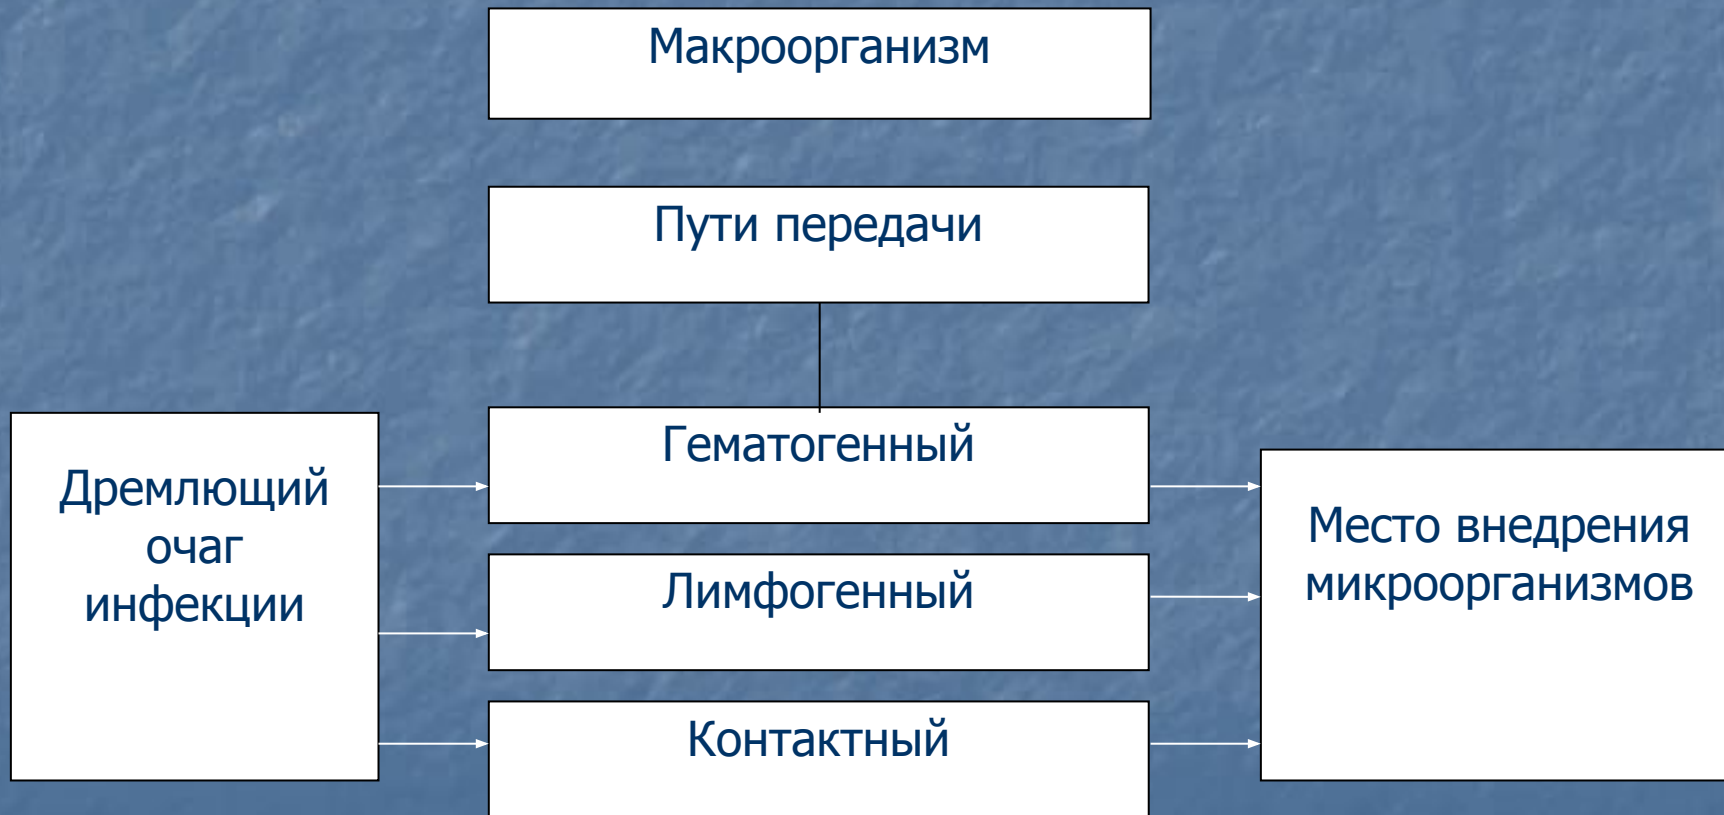 Макроорганизм
Пути передачи
Дремлющий
очаг
инфекции
Гематогенный
Лимфогенный
Контактный
Место внедрения
микроорганизмов